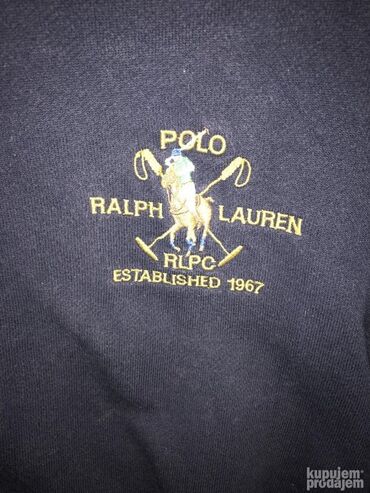 POLO
RALPH LAUREN
RLPC
ESTABLISHED 1967
kupujem
prodajem